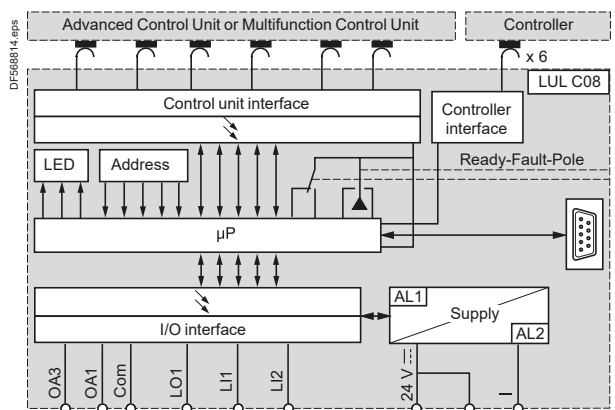 Advanced Control Unit or Multifunction Control Unit
Controller
DF568814.eps
x 6
LUL C08
Control unit interface
Controller
interface
LED
Address
Ready-Fault-Pole
µP
I/O interface
AL1
Supply
AL2
OA3
OA1
Com
LO1
LI1
LI2
24 V
I